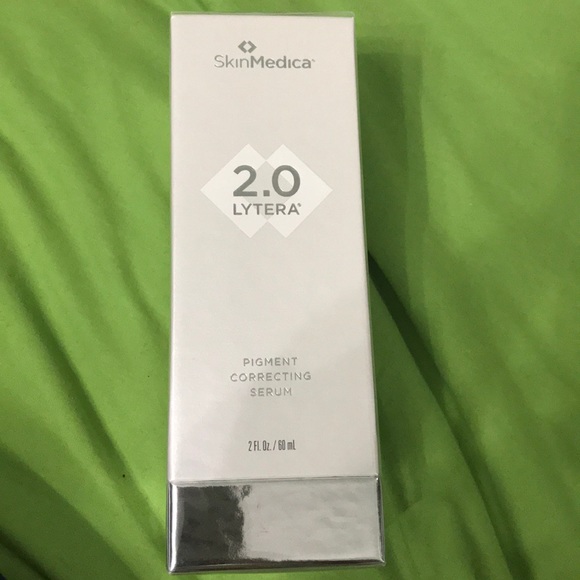 SkinMedica®
2.0
LYTERA®
PIGMENT
CORRECTING
SERUM
2 Fl. Oz. / 60 mL